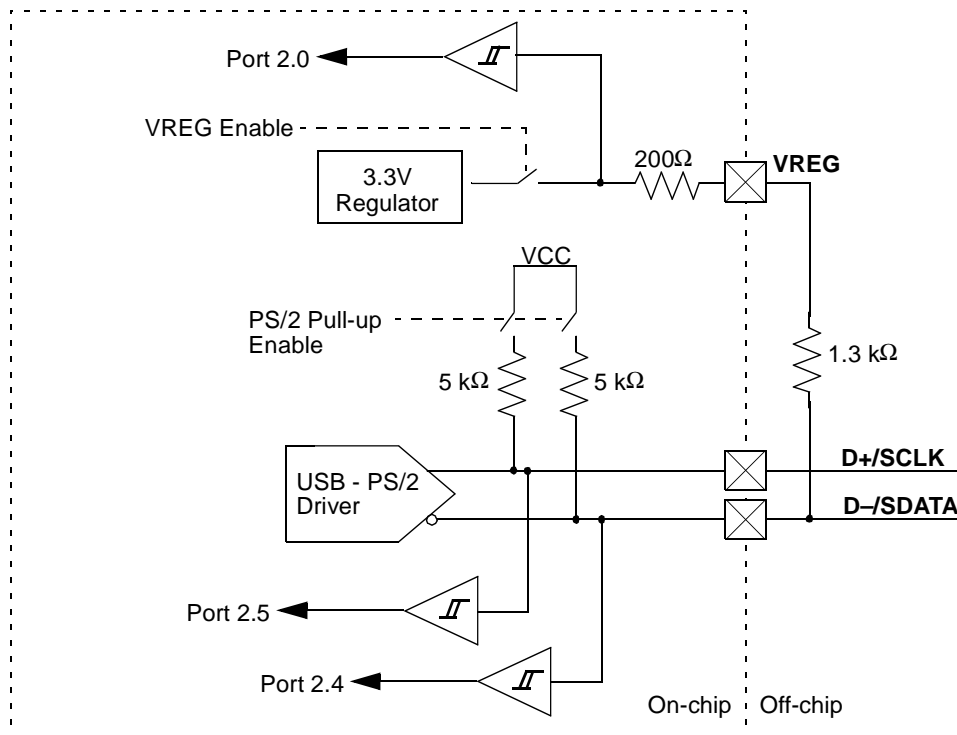 Port 2.0
VREG Enable
200Ω
VREG
3.3V
Regulator
VCC
PS/2 Pull-up
Enable
5 kΩ
5 kΩ
1.3 kΩ
D+/SCLK
USB - PS/2
Driver
D–/SDATA
Port 2.5
Port 2.4
On-chip
Off-chip